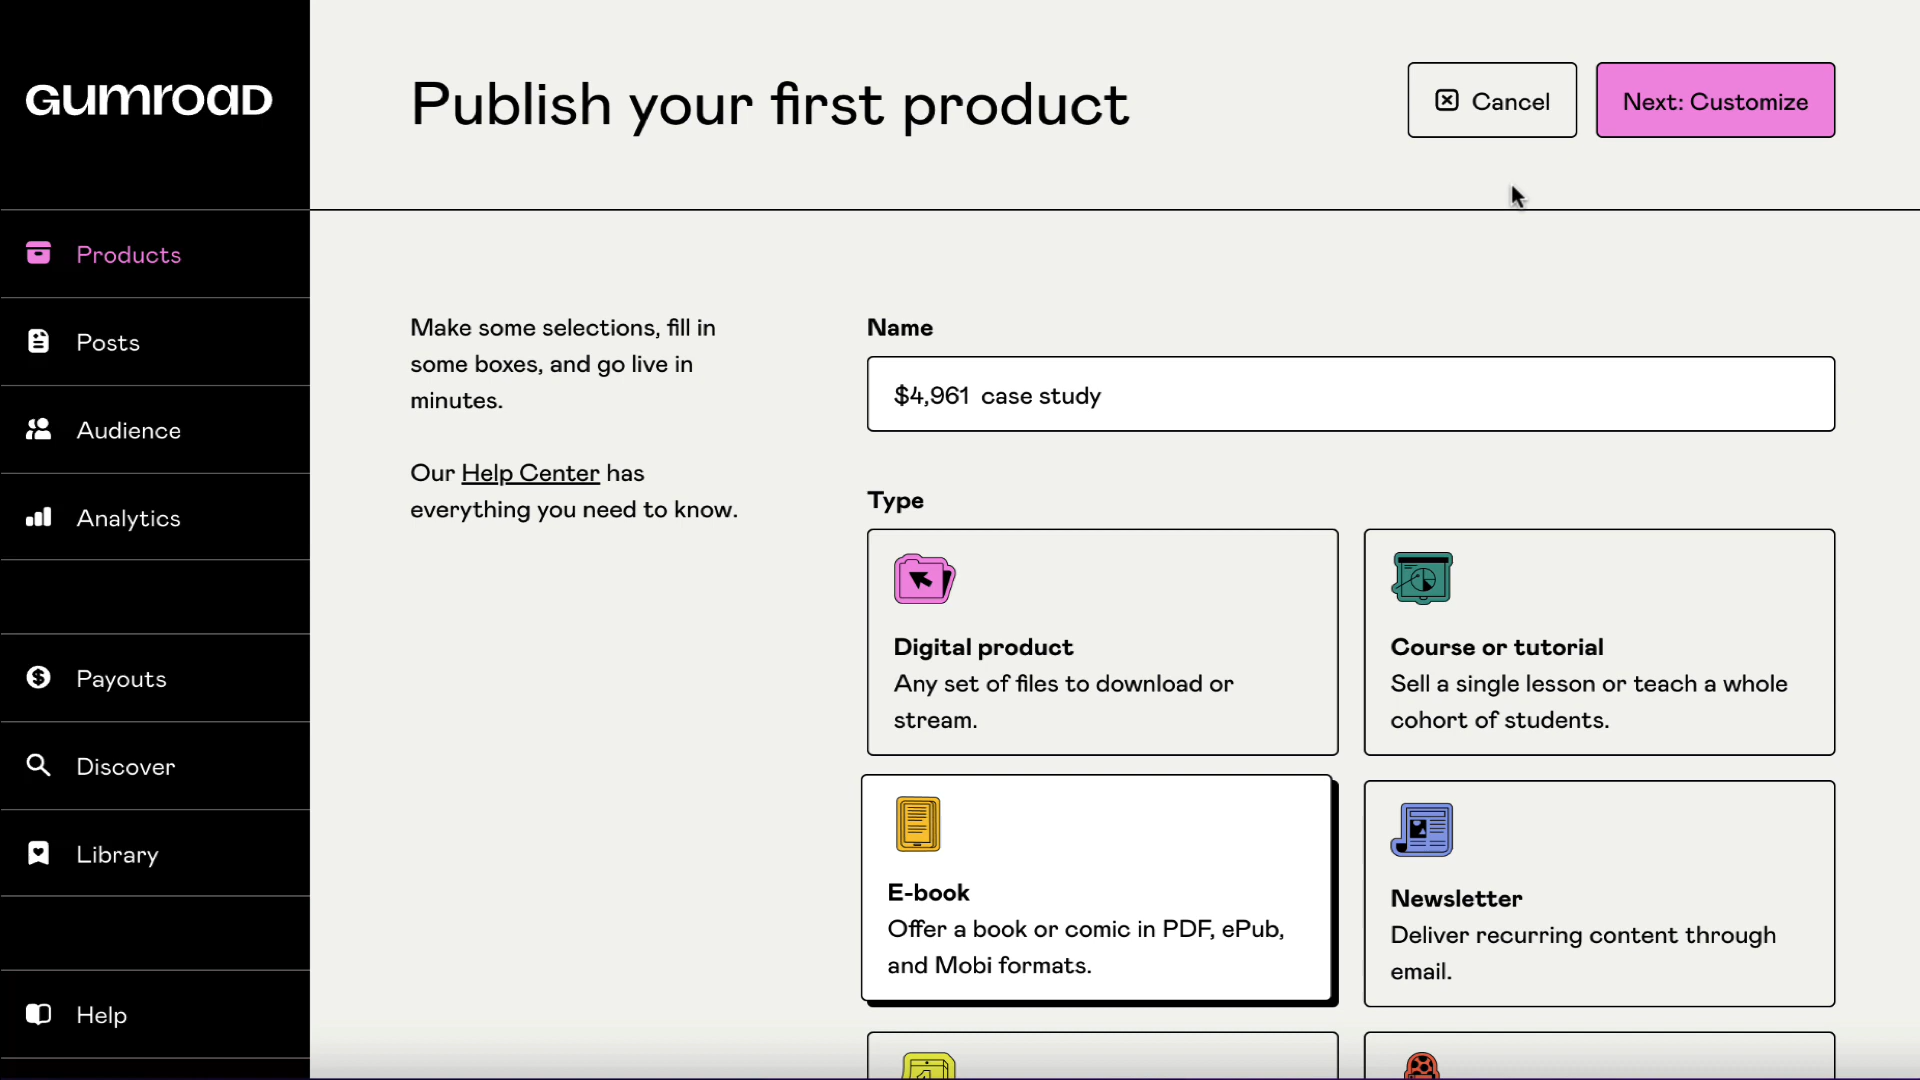 GUMROAD
Publish your first product
Cancel
Next: Customize
Products
Posts
Audience
Analytics
Payouts
Discover
Library
Help
Make some selections, fill in
some boxes, and go live in
minutes.
Our Help Center has
everything you need to know.
Name
$4,961 case study
Type
Digital product
Any set of files to download or
stream.
Course or tutorial
Sell a single lesson or teach a whole
cohort of students.
E-book
Offer a book or comic in PDF, ePub,
and Mobi formats.
Newsletter
Deliver recurring content through
email.